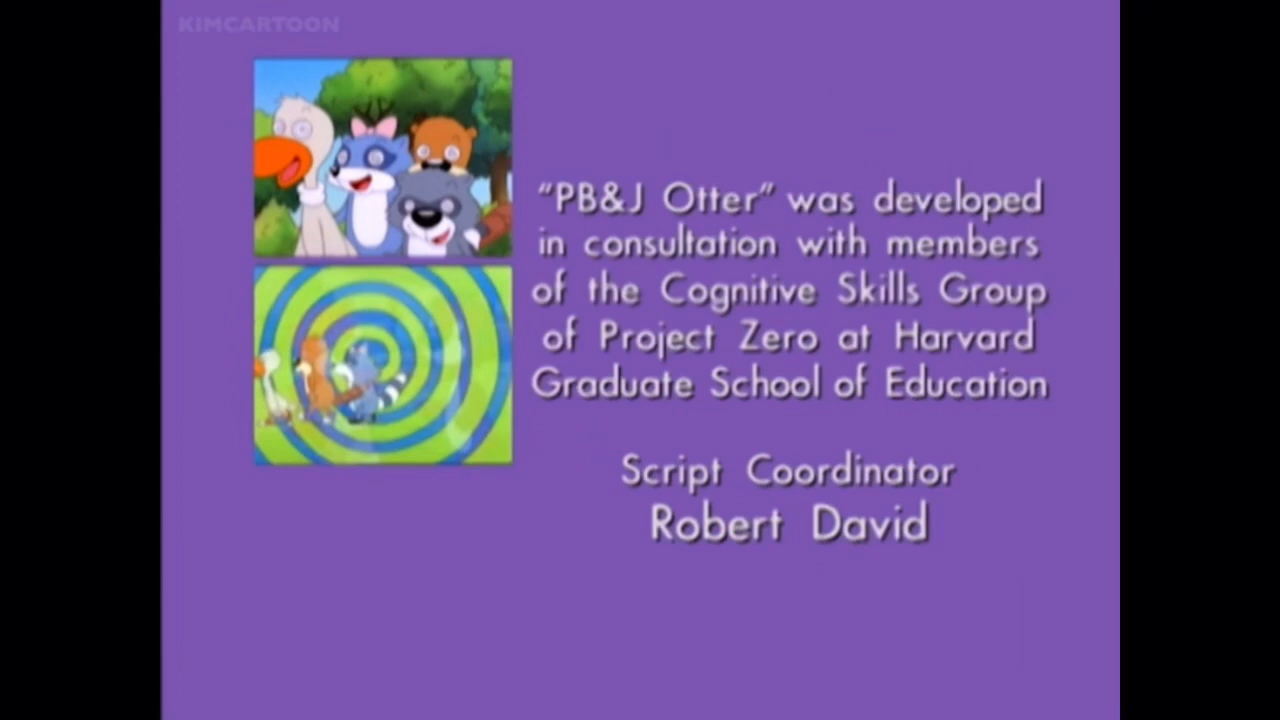 KIMCARTOON
“PB&J Otter” was developed
in consultation with members
of the Cognitive Skills Group
of Project Zero at Harvard
Graduate School of Education
Script Coordinator
Robert David